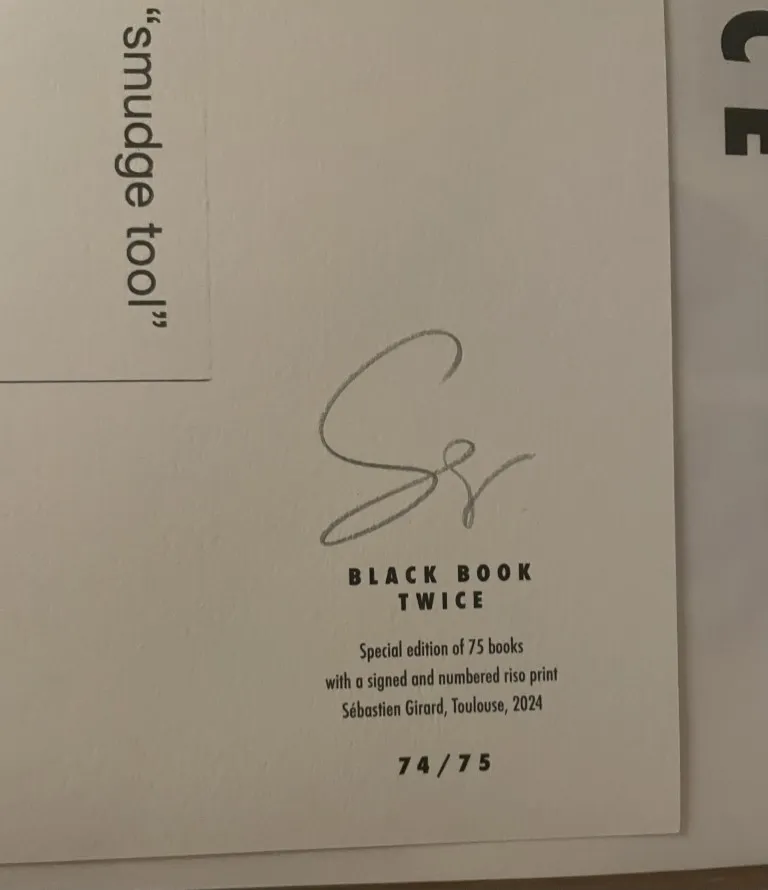 “smudge tool”
CE
BLACK BOOK
TWICE
Special edition of 75 books
with a signed and numbered riso print
Sébastien Girard, Toulouse, 2024
74/75